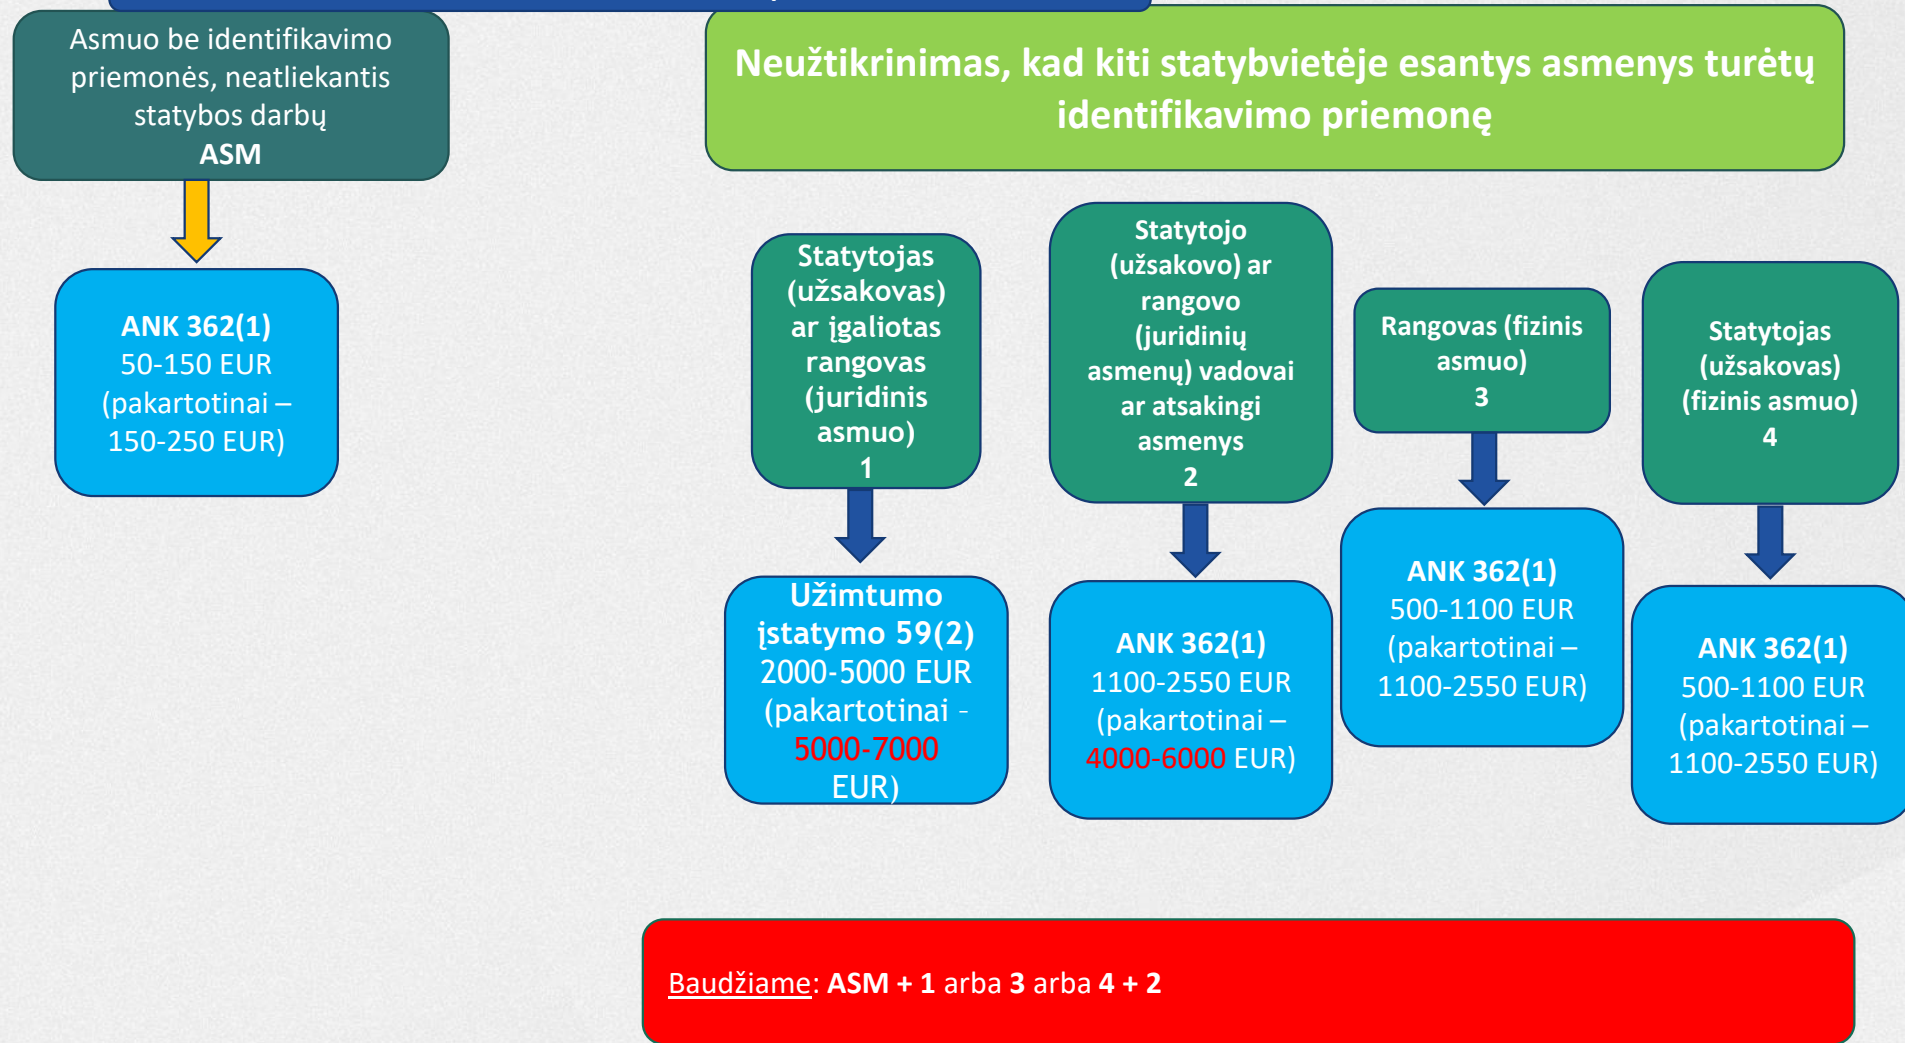 Asmuo be identifikavimo
priemonės, neatliekantis
statybos darbų
ASM
ANK 362(1)
50-150 EUR
(pakartotinai –
150-250 EUR)
Neužtikrinimas, kad kiti statybvietėje esantys asmenys turėtų
identifikavimo priemonę
Statytojas
(užsakovas)
ar įgaliotas
rangovas
(juridinis
asmuo)
1
Užimtumo
įstatymo 59(2)
2000-5000 EUR
(pakartotinai –
5000-7000
EUR)
Statytojo
(užsakovo) ar
rangovo
(juridinių
asmenų) vadovai
ar atsakingi
asmenys
2
ANK 362(1)
1100-2550 EUR
(pakartotinai –
4000-6000 EUR)
Rangovas (fizinis
asmuo)
3
ANK 362(1)
500-1100 EUR
(pakartotinai –
1100-2550 EUR)
Statytojas
(užsakovas)
(fizinis asmuo)
4
ANK 362(1)
500-1100 EUR
(pakartotinai –
1100-2550 EUR)
Baudžiame: ASM + 1 arba 3 arba 4 + 2